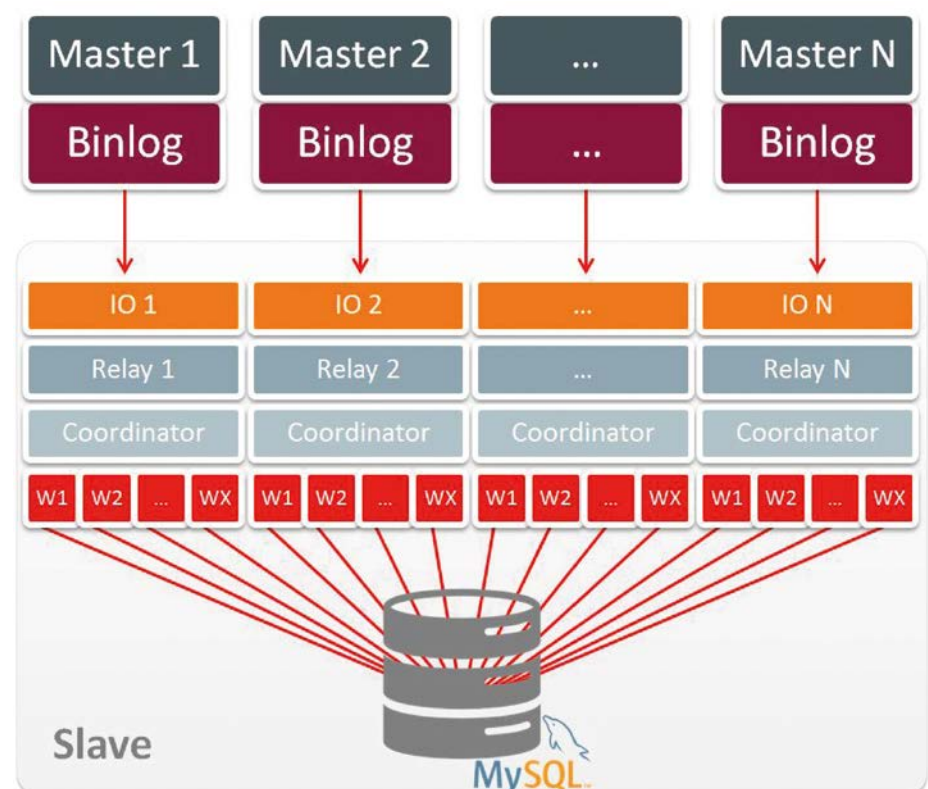 Master 1 Master 2 ... Master N
Binlog Binlog ... Binlog
IO 1 IO 2 ... IO N
Relay 1 Relay 2 ... Relay N
Coordinator Coordinator Coordinator Coordinator
W1 W2 ... WX W1 W2 ... WX W1 W2 ... WX W1 W2 ... WX
Slave
MySQL